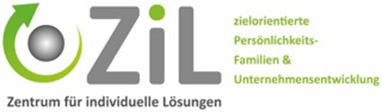 ZiL
zielorientierte
Persönlichkeits-
Familien &
Unternehmensentwicklung
Zentrum für individuelle Lösungen